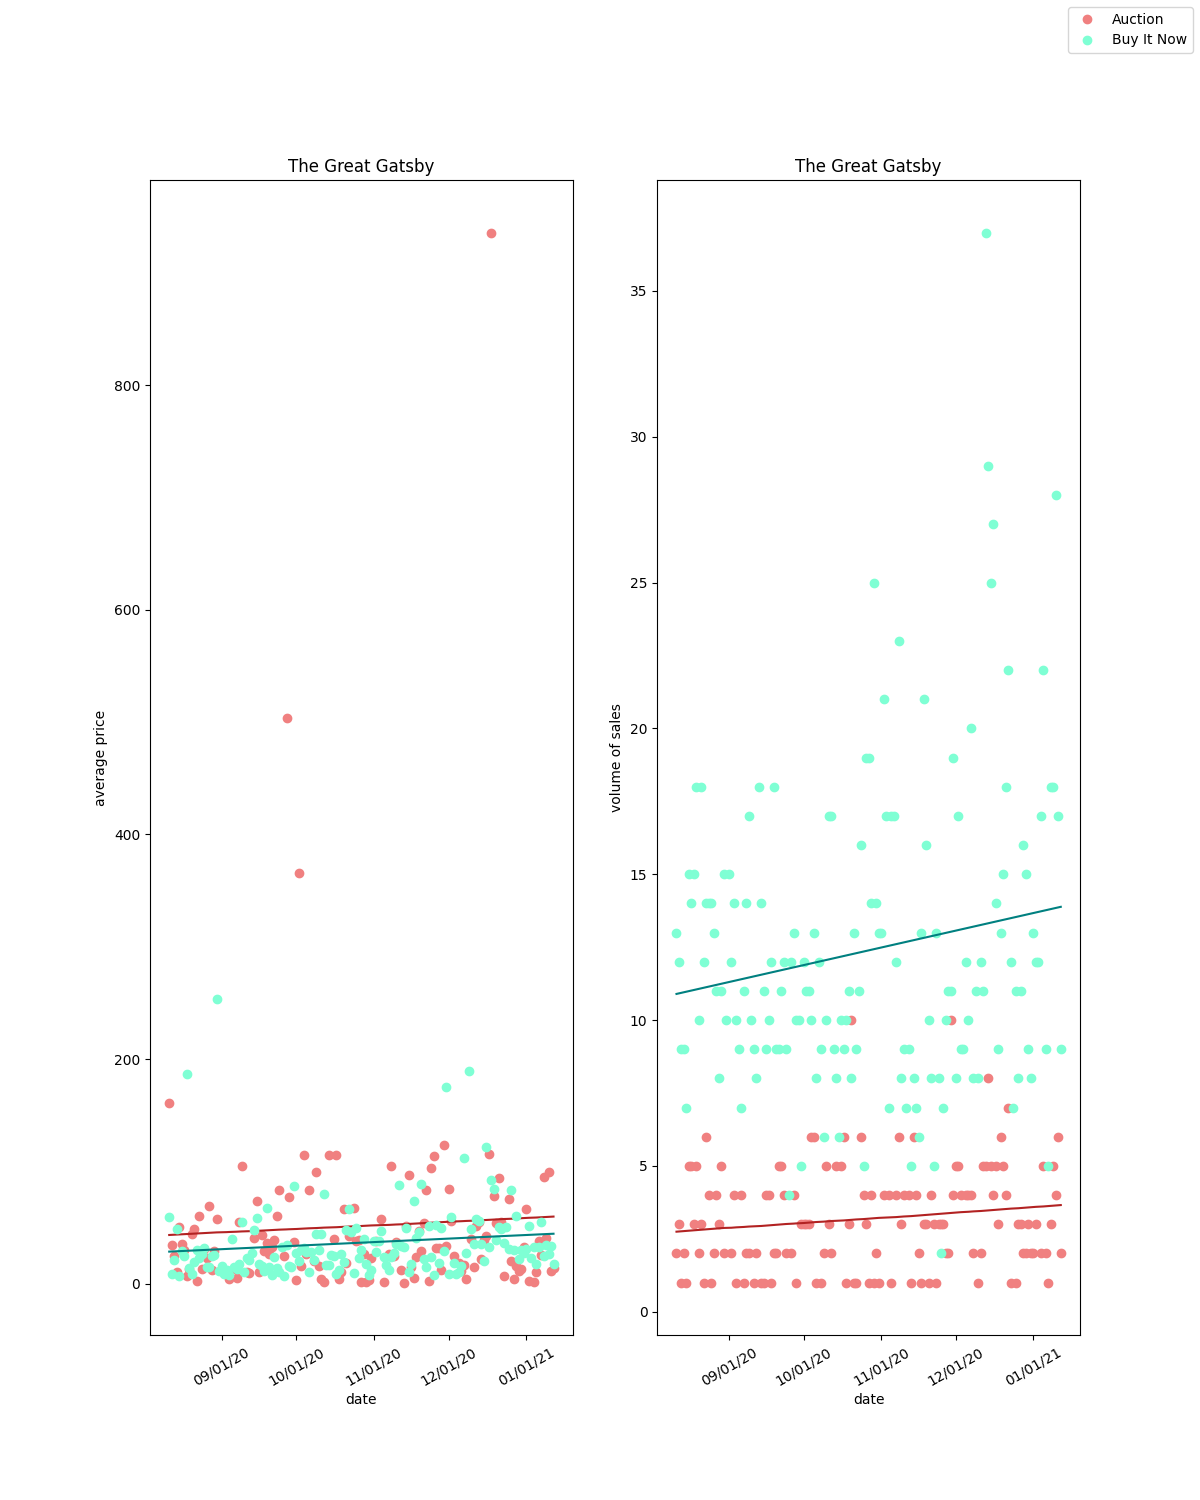 Auction
Buy It Now
The Great Gatsby
The Great Gatsby
average price
800
600
400
200
0
09/01/20
10/01/20
11/01/20
12/01/20
01/01/21
date
volume of sales
35
30
25
20
15
10
5
0
09/01/20
10/01/20
11/01/20
12/01/20
01/01/21
date